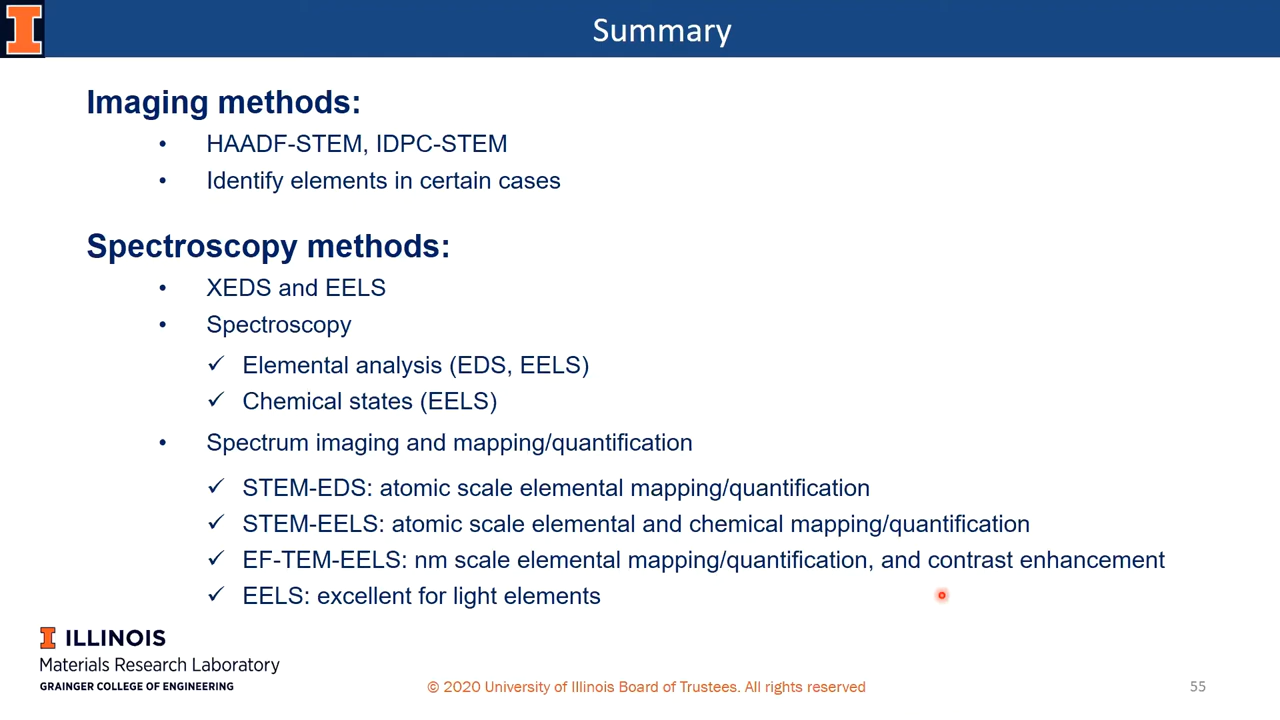 Summary
Imaging methods:
• HAADF-STEM, IDPC-STEM
• Identify elements in certain cases
Spectroscopy methods:
• XEDS and EELS
• Spectroscopy
✓ Elemental analysis (EDS, EELS)
✓ Chemical states (EELS)
• Spectrum imaging and mapping/quantification
✓ STEM-EDS: atomic scale elemental mapping/quantification
✓ STEM-EELS: atomic scale elemental and chemical mapping/quantification
✓ EF-TEM-EELS: nm scale elemental mapping/quantification, and contrast enhancement
✓ EELS: excellent for light elements
I ILLINOIS
Materials Research Laboratory
GRAINGER COLLEGE OF ENGINEERING
© 2020 University of Illinois Board of Trustees. All rights reserved
55